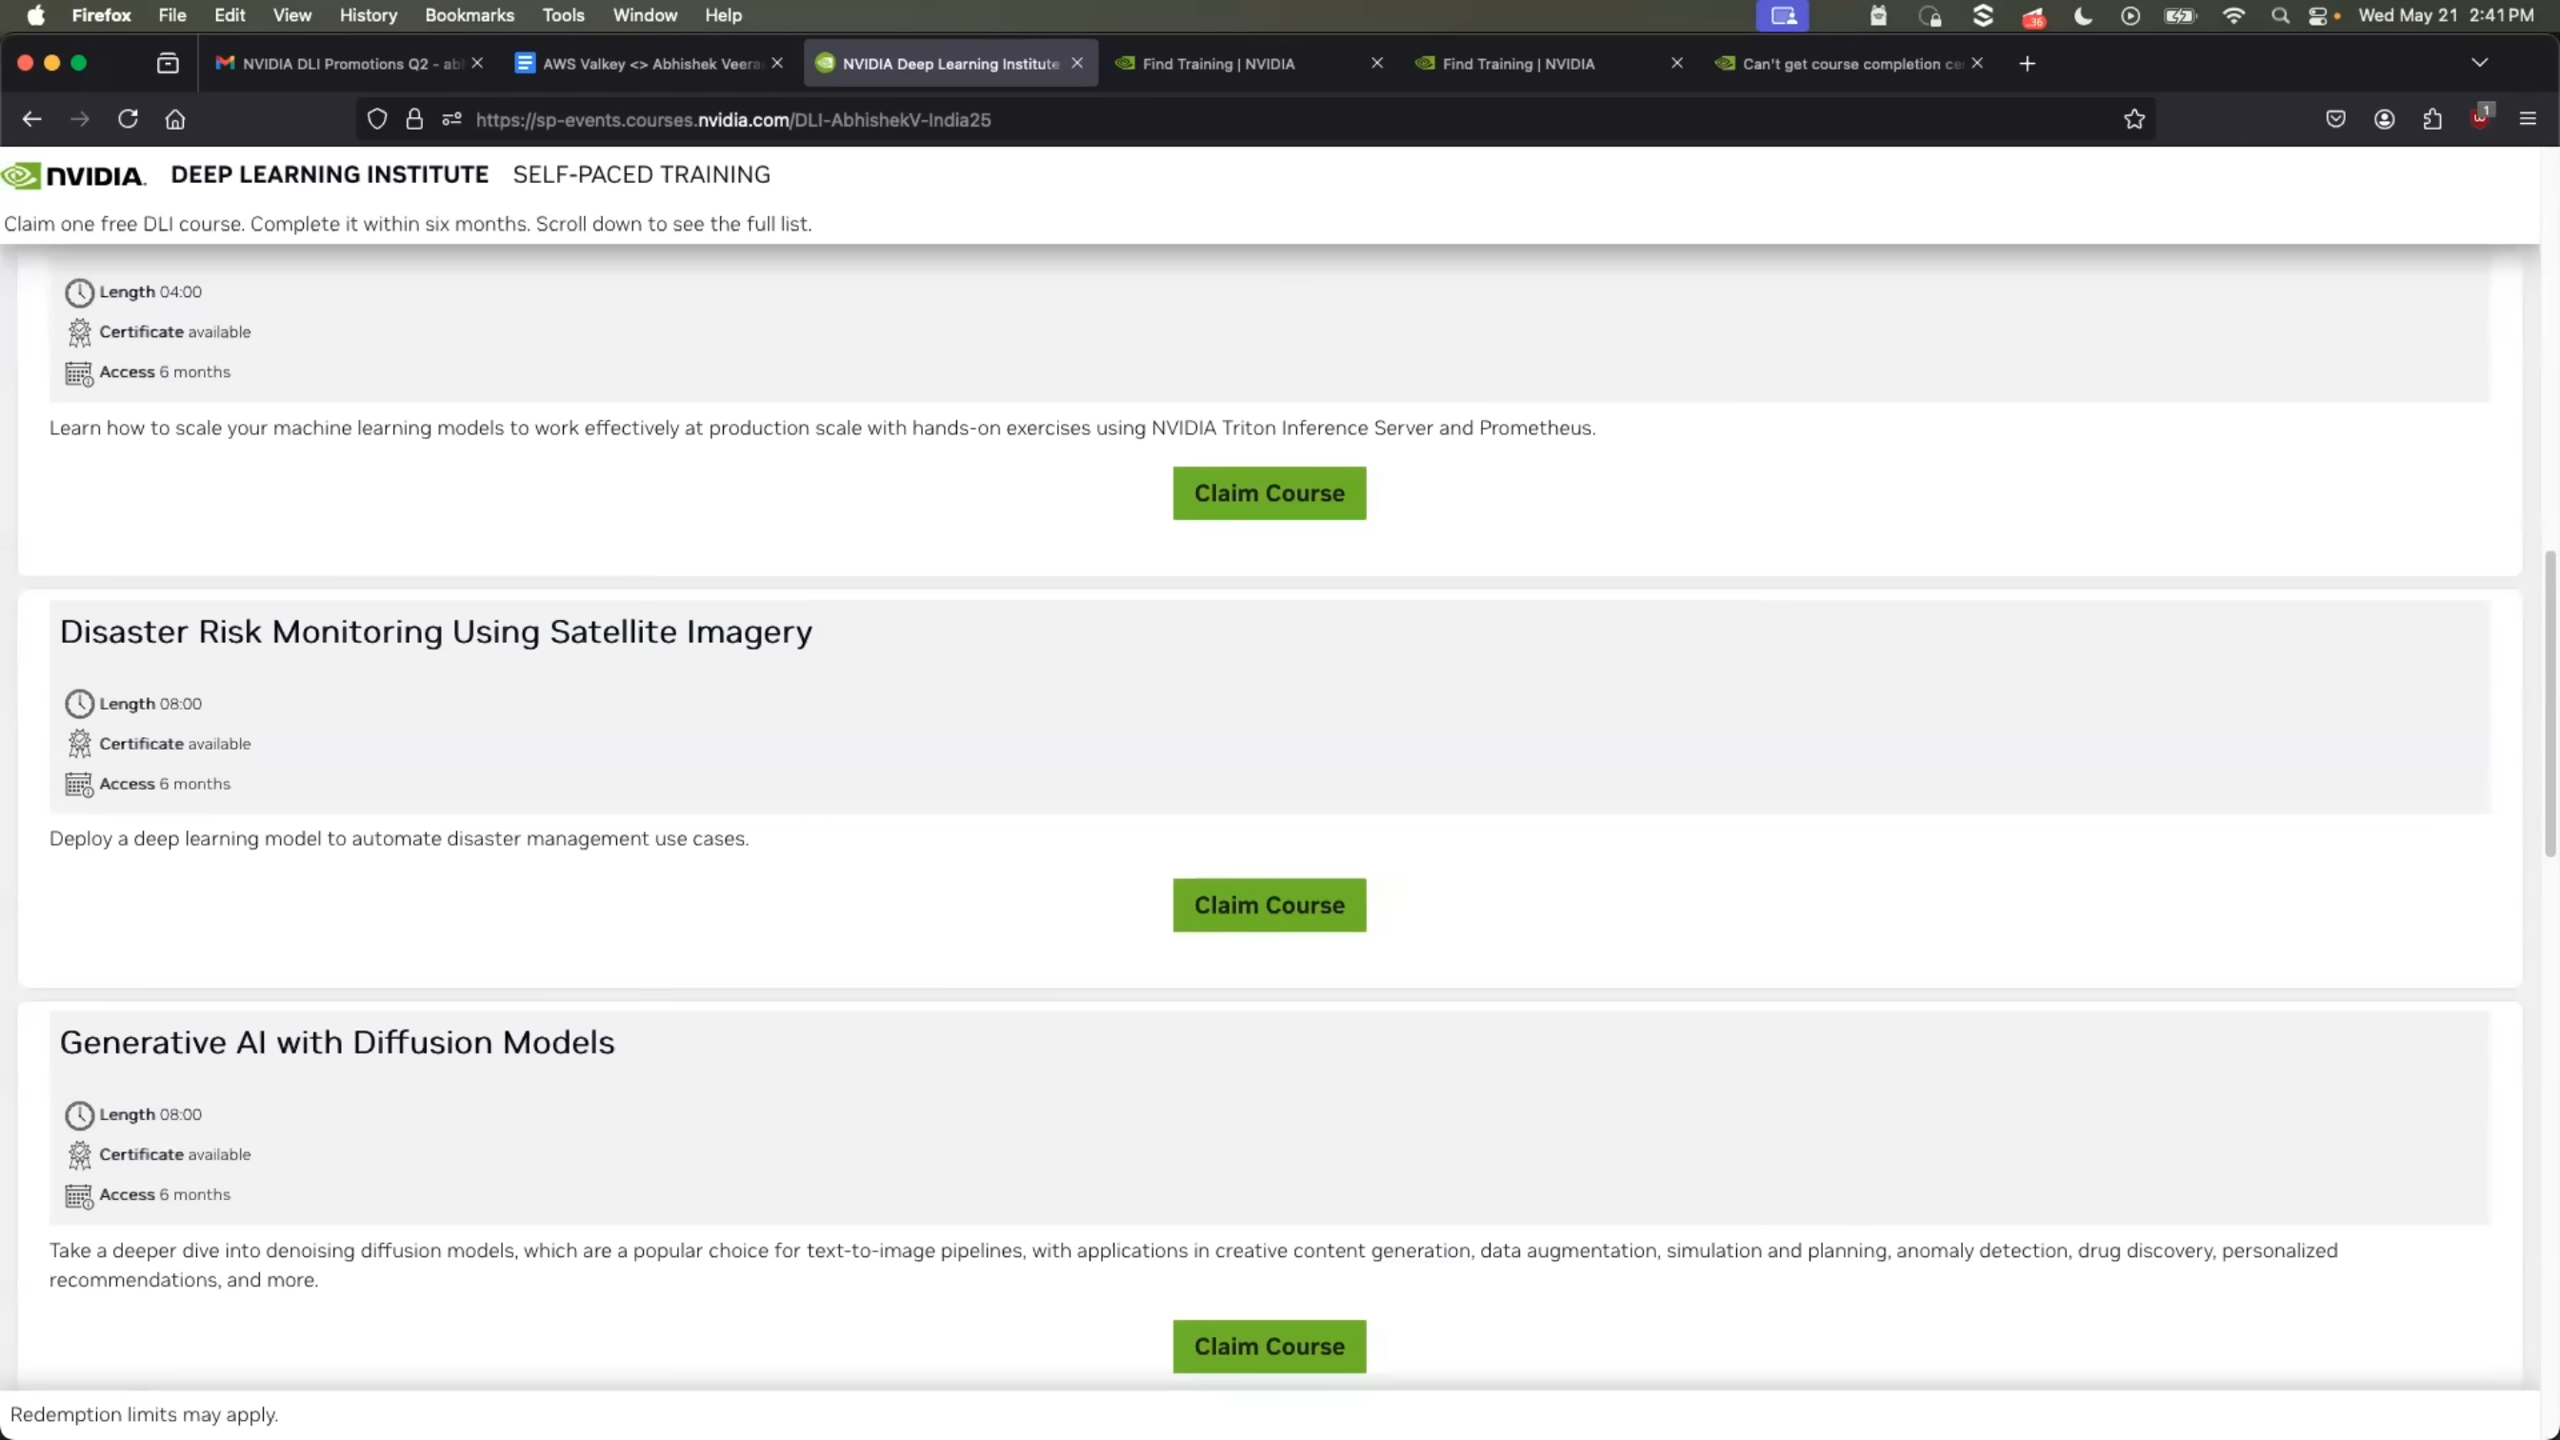 Firefox File Edit View History Bookmarks Tools Window Help 36 Wed May 21 2:41 PM
NVIDIA DLI Promotions Q2 - ab
AWS Valkey <> Abhishek Veera
NVIDIA Deep Learning Institute
Find Training | NVIDIA
Find Training | NVIDIA
Can't get course completion ce
https://sp-events.courses.nvidia.com/DLI-AbhishekV-India25
1
NVIDIA. DEEP LEARNING INSTITUTE SELF-PACED TRAINING
Claim one free DLI course. Complete it within six months. Scroll down to see the full list.
Length 04:00
Certificate available
Access 6 months
Learn how to scale your machine learning models to work effectively at production scale with hands-on exercises using NVIDIA Triton Inference Server and Prometheus.
Claim Course
Disaster Risk Monitoring Using Satellite Imagery
Length 08:00
Certificate available
Access 6 months
Deploy a deep learning model to automate disaster management use cases.
Claim Course
Generative AI with Diffusion Models
Length 08:00
Certificate available
Access 6 months
Take a deeper dive into denoising diffusion models, which are a popular choice for text-to-image pipelines, with applications in creative content generation, data augmentation, simulation and planning, anomaly detection, drug discovery, personalized
recommendations, and more.
Claim Course
Redemption limits may apply.